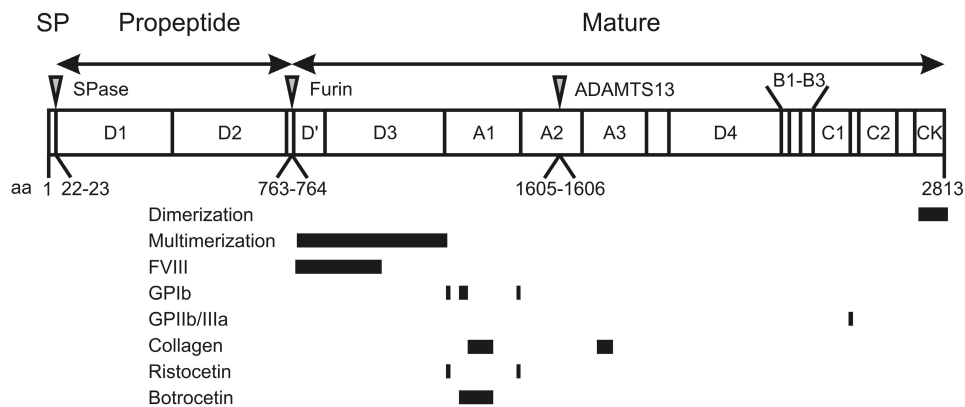 SP Propeptide Mature
SPase Furin ADAMTS13 B1-B3
D1 D2 D' D3 A1 A2 A3 D4 C1 C2 CK
aa 1 22-23 763-764 1605-1606 2813
Dimerization
Multimerization
FVIII
GPIb
GPIIb/IIIa
Collagen
Ristocetin
Botrocetin